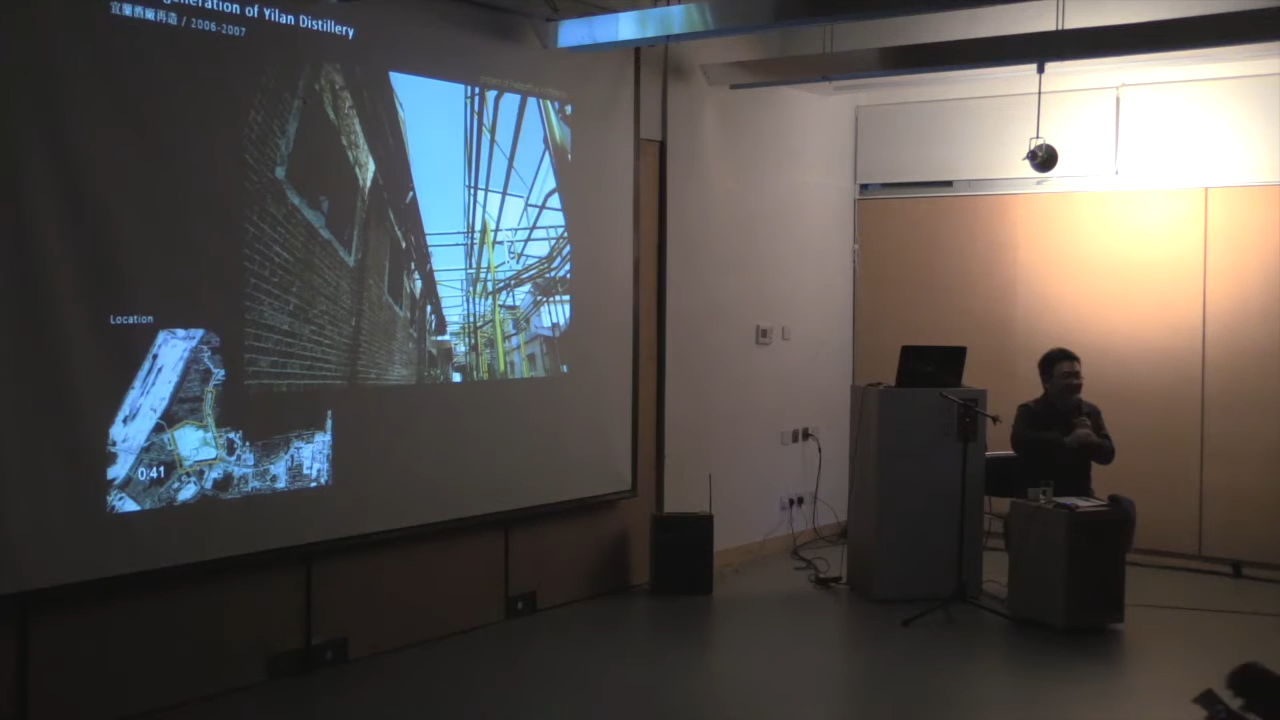 generation of Yilan Distillery
宜蘭酒廠再造 / 2006-2007
Location
0:41